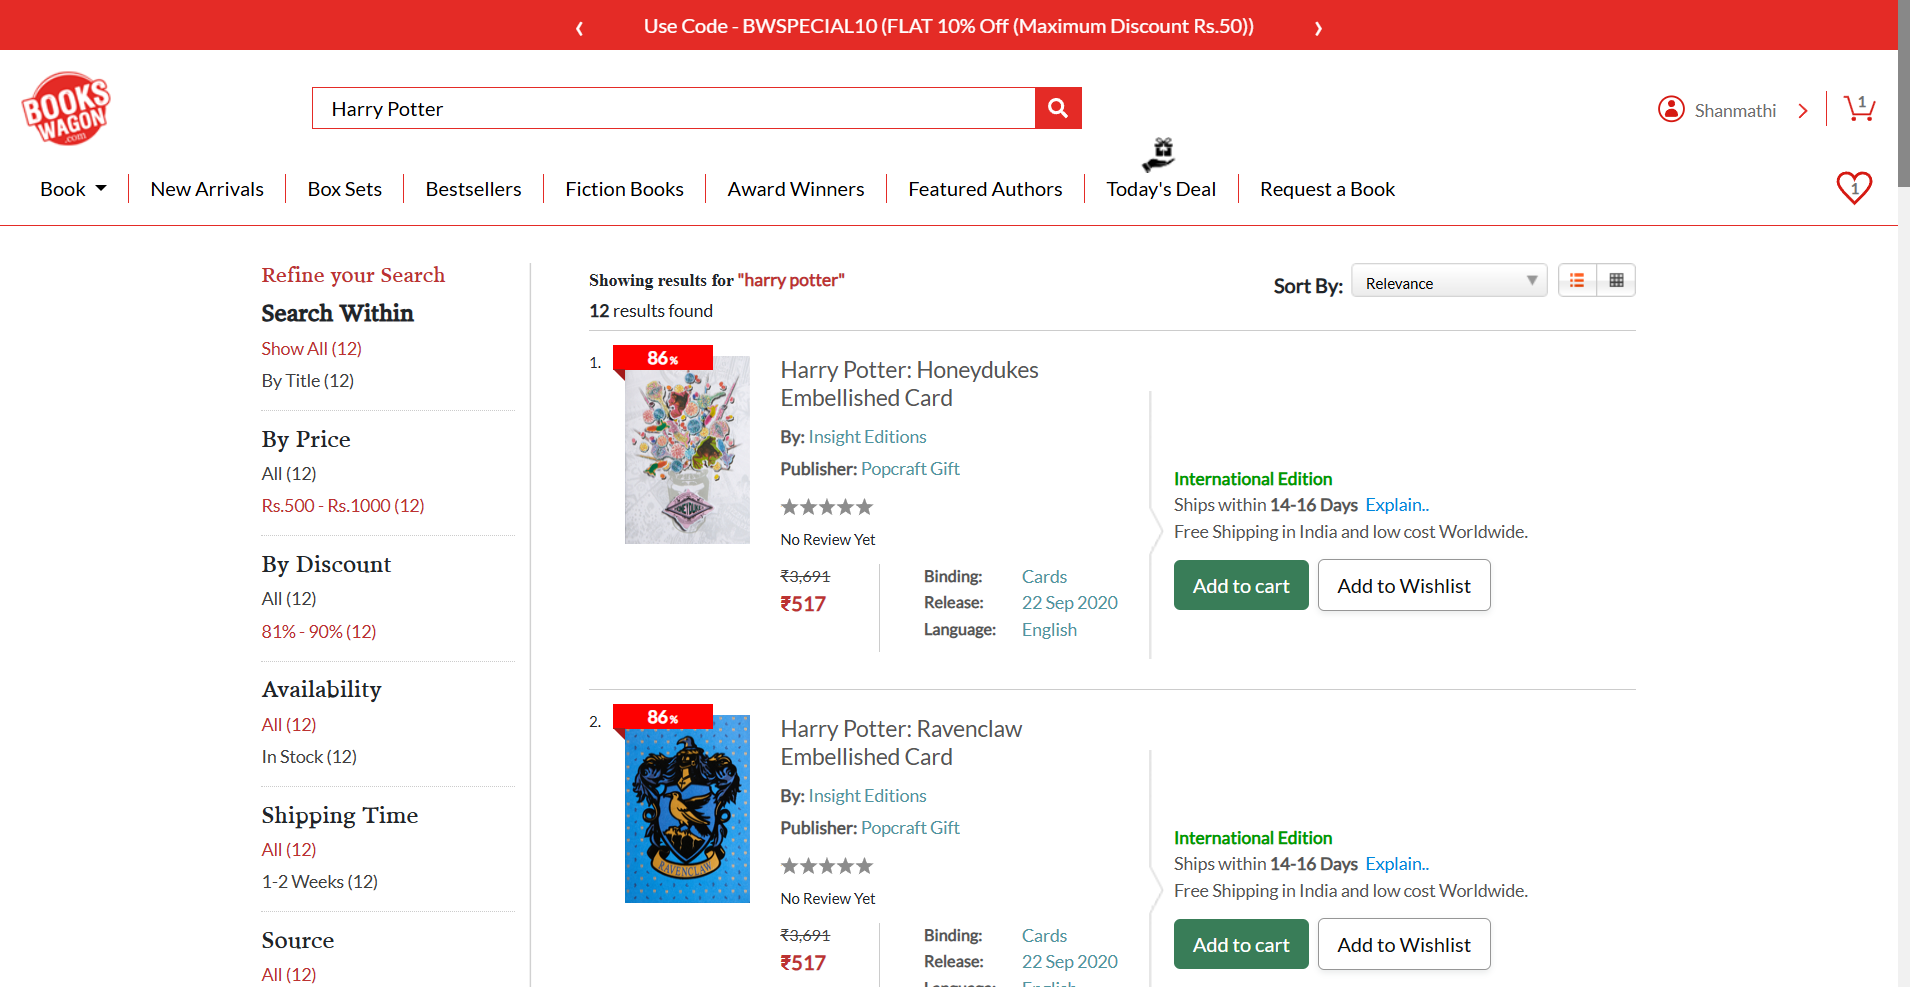 Use Code - BWSPECIAL10 (FLAT 10% Off (Maximum Discount Rs.50))
BOOKS
WAGON
.com
Harry Potter
Shanmathi
1
Book
New Arrivals
Box Sets
Bestsellers
Fiction Books
Award Winners
Featured Authors
Today's Deal
Request a Book
1
Refine your Search
Search Within
Show All (12)
By Title (12)
By Price
All (12)
Rs.500 - Rs.1000 (12)
By Discount
All (12)
81% - 90% (12)
Availability
All (12)
In Stock (12)
Shipping Time
All (12)
1-2 Weeks (12)
Source
All (12)
Showing results for "harry potter"
12 results found
Sort By:
Relevance
1.
86%
HONEYDUKES
Harry Potter: Honeydukes
Embellished Card
By: Insight Editions
Publisher: Popcraft Gift
No Review Yet
₹3,691
₹517
Binding: Cards
Release: 22 Sep 2020
Language: English
International Edition
Ships within 14-16 Days Explain..
Free Shipping in India and low cost Worldwide.
Add to cart
Add to Wishlist
2.
86%
RAVENCLAW
Harry Potter: Ravenclaw
Embellished Card
By: Insight Editions
Publisher: Popcraft Gift
No Review Yet
₹3,691
₹517
Binding: Cards
Release: 22 Sep 2020
Language: English
International Edition
Ships within 14-16 Days Explain..
Free Shipping in India and low cost Worldwide.
Add to cart
Add to Wishlist